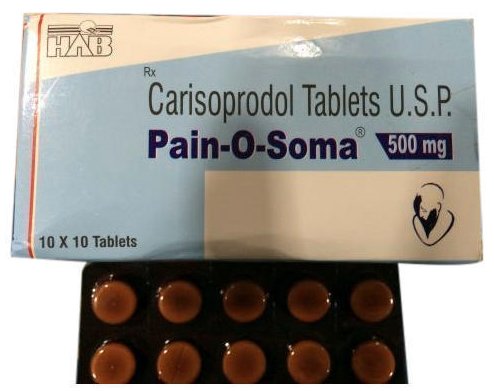 HAB
Rx
Carisoprodol Tablets U.S.P.
Pain-O-Soma® 500 mg
10 X 10 Tablets